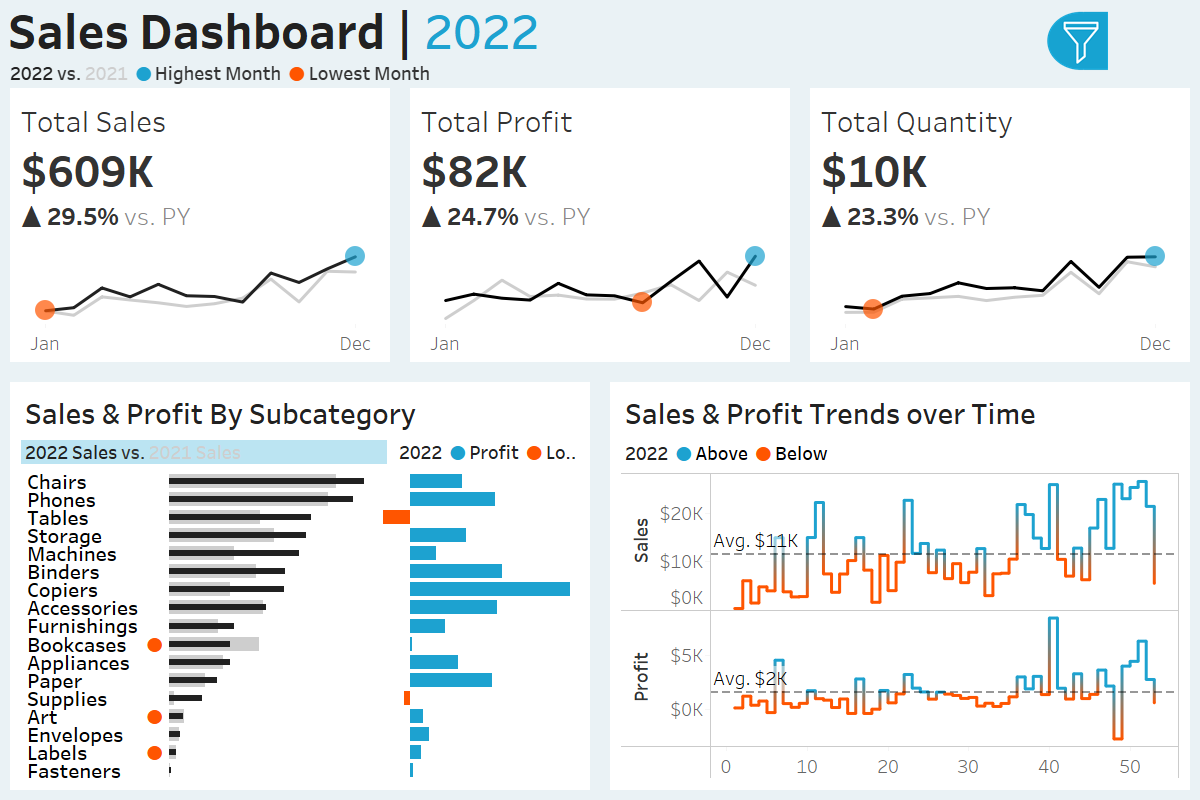 Sales Dashboard | 2022
2022 vs. 2021 Highest Month Lowest Month
Total Sales
$609K
▲ 29.5% vs. PY
Jan Dec
Total Profit
$82K
▲ 24.7% vs. PY
Jan Dec
Total Quantity
$10K
▲ 23.3% vs. PY
Jan Dec
Sales & Profit By Subcategory
2022 Sales vs. 2021 Sales
2022 Profit Lo..
Chairs
Phones
Tables
Storage
Machines
Binders
Copiers
Accessories
Furnishings
Bookcases
Appliances
Paper
Supplies
Art
Envelopes
Labels
Fasteners
Sales & Profit Trends over Time
2022 Above Below
Sales
$20K
Avg. $11K
$10K
$0K
Profit
$5K
Avg. $2K
$0K
0 10 20 30 40 50